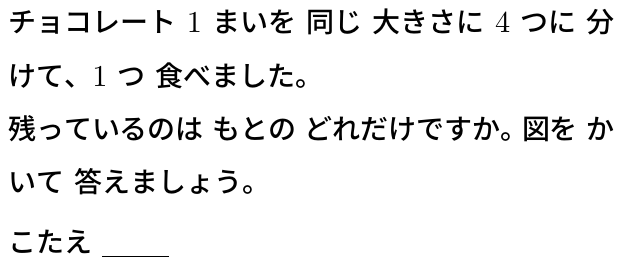 チョコレート 1 まいを 同じ 大きさに 4 つに 分
けて、1 つ 食べました。
残っているのは もとの どれだけですか。図を か
いて 答えましょう。
こたえ ____